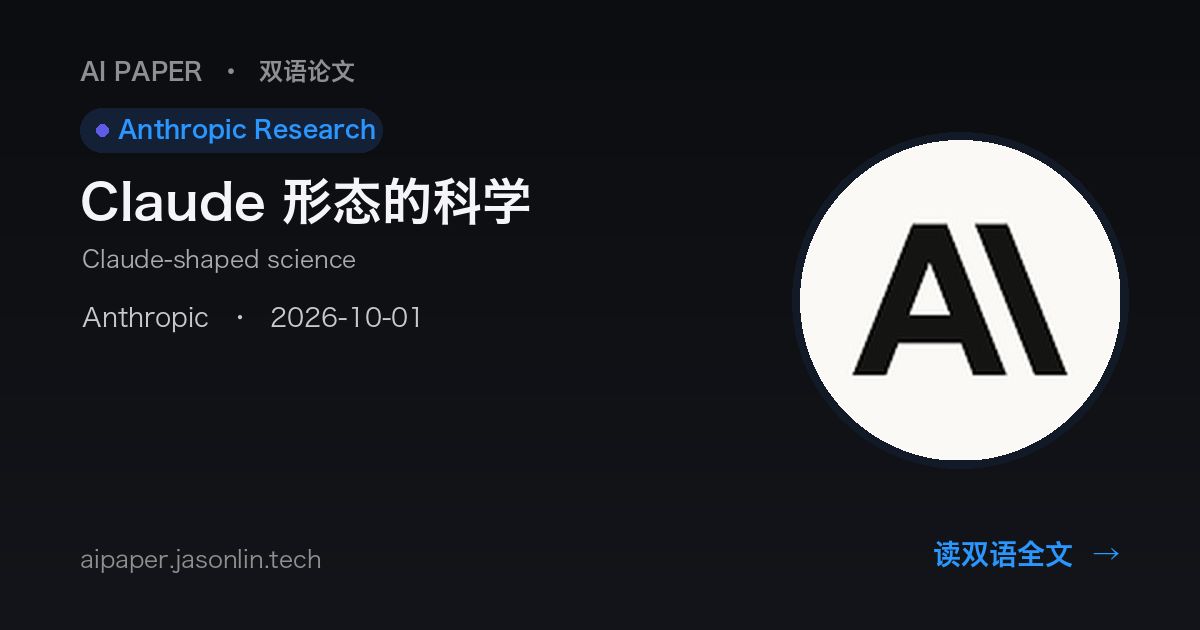 AI PAPER · 双语论文
Anthropic Research
Claude 形态的科学
Claude-shaped science
Anthropic · 2026-10-01
A\
aipaper.jasonlin.tech
读双语全文 →